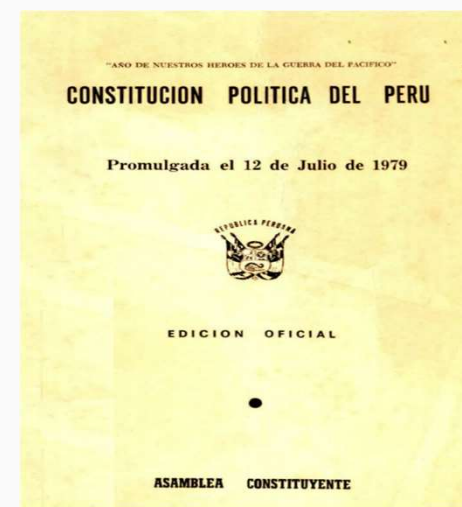 "AÑO DE NUESTROS HEROES DE LA GUERRA DEL PACIFICO"
CONSTITUCION POLITICA DEL PERU
Promulgada el 12 de Julio de 1979
REPUBLICA PERUANA
EDICION OFICIAL
ASAMBLEA CONSTITUYENTE